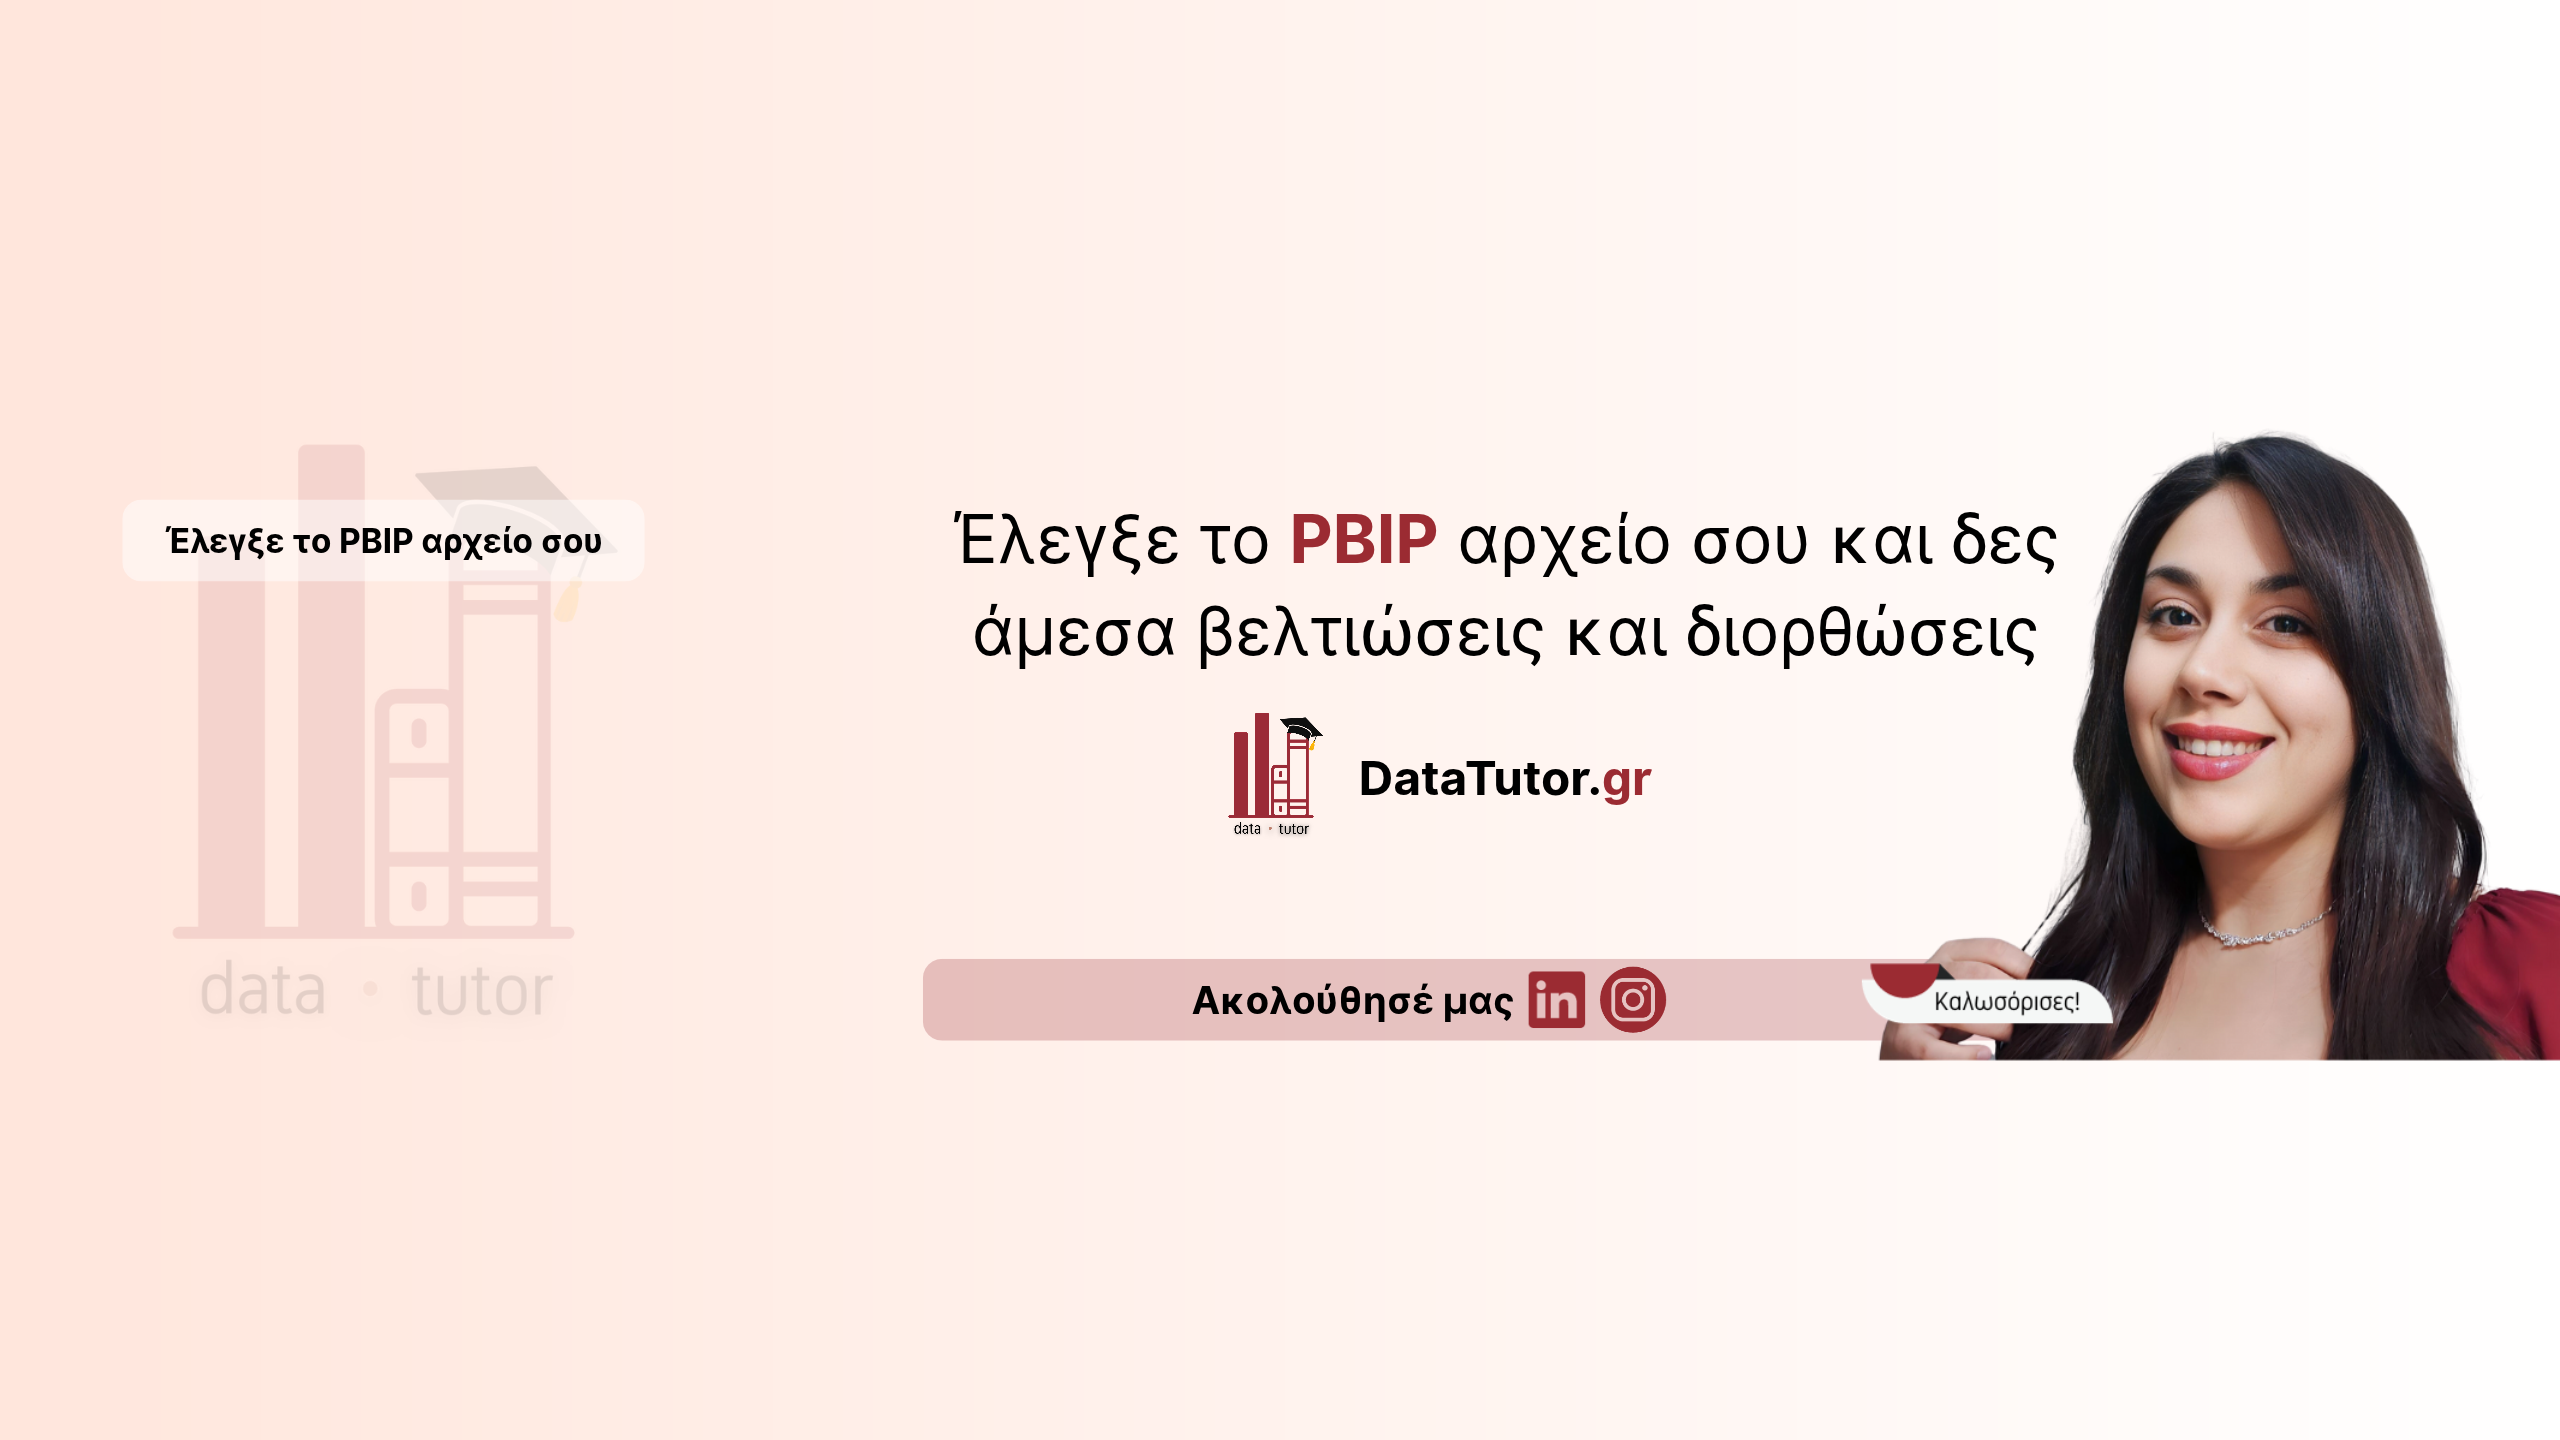 Έλεγξε το PBIP αρχείο σου
data · tutor
Έλεγξε το PBIP αρχείο σου και δες
άμεσα βελτιώσεις και διορθώσεις
data · tutor
DataTutor.gr
Ακολούθησέ μας in
Καλωσόρισες!